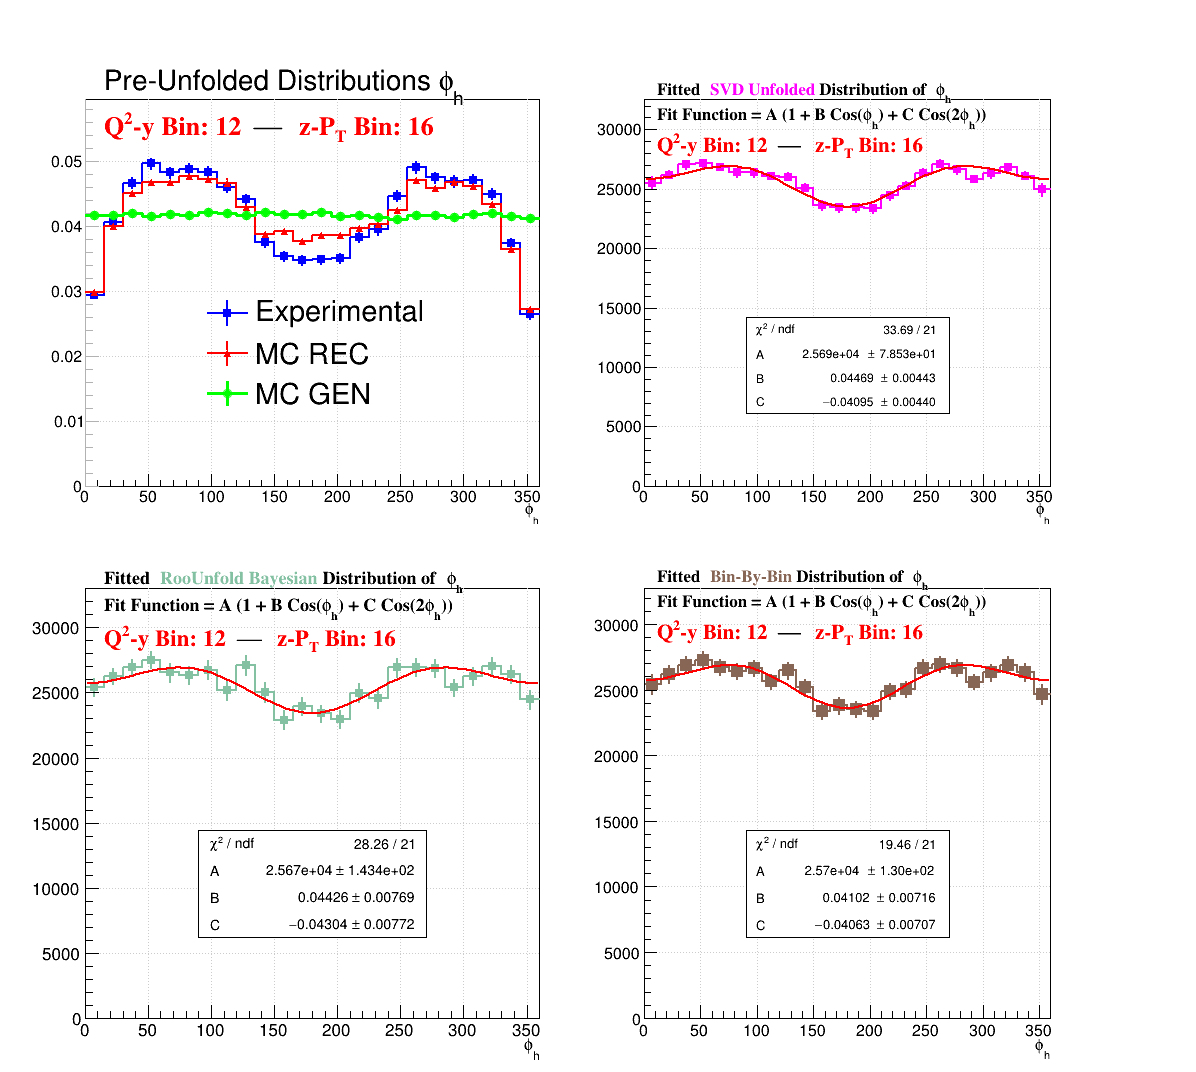 Pre-Unfolded Distributions ϕh
Q²-y Bin: 12 — z-PT Bin: 16
0.05
0.04
0.03
0.02
0.01
0
Experimental
MC REC
MC GEN
0 50 100 150 200 250 300 350
ϕh
Fitted SVD Unfolded Distribution of ϕh
Fit Function = A (1 + B Cos(ϕh) + C Cos(2ϕh))
Q²-y Bin: 12 — z-PT Bin: 16
30000
25000
20000
15000
10000
5000
0
χ² / ndf 33.69 / 21
A 2.569e+04 ± 7.853e+01
B 0.04469 ± 0.00443
C −0.04095 ± 0.00440
0 50 100 150 200 250 300 350
ϕh
Fitted RooUnfold Bayesian Distribution of ϕh
Fit Function = A (1 + B Cos(ϕh) + C Cos(2ϕh))
Q²-y Bin: 12 — z-PT Bin: 16
30000
25000
20000
15000
10000
5000
0
χ² / ndf 28.26 / 21
A 2.567e+04 ± 1.434e+02
B 0.04426 ± 0.00769
C −0.04304 ± 0.00772
0 50 100 150 200 250 300 350
ϕh
Fitted Bin-By-Bin Distribution of ϕh
Fit Function = A (1 + B Cos(ϕh) + C Cos(2ϕh))
Q²-y Bin: 12 — z-PT Bin: 16
30000
25000
20000
15000
10000
5000
0
χ² / ndf 19.46 / 21
A 2.57e+04 ± 1.30e+02
B 0.04102 ± 0.00716
C −0.04063 ± 0.00707
0 50 100 150 200 250 300 350
ϕh